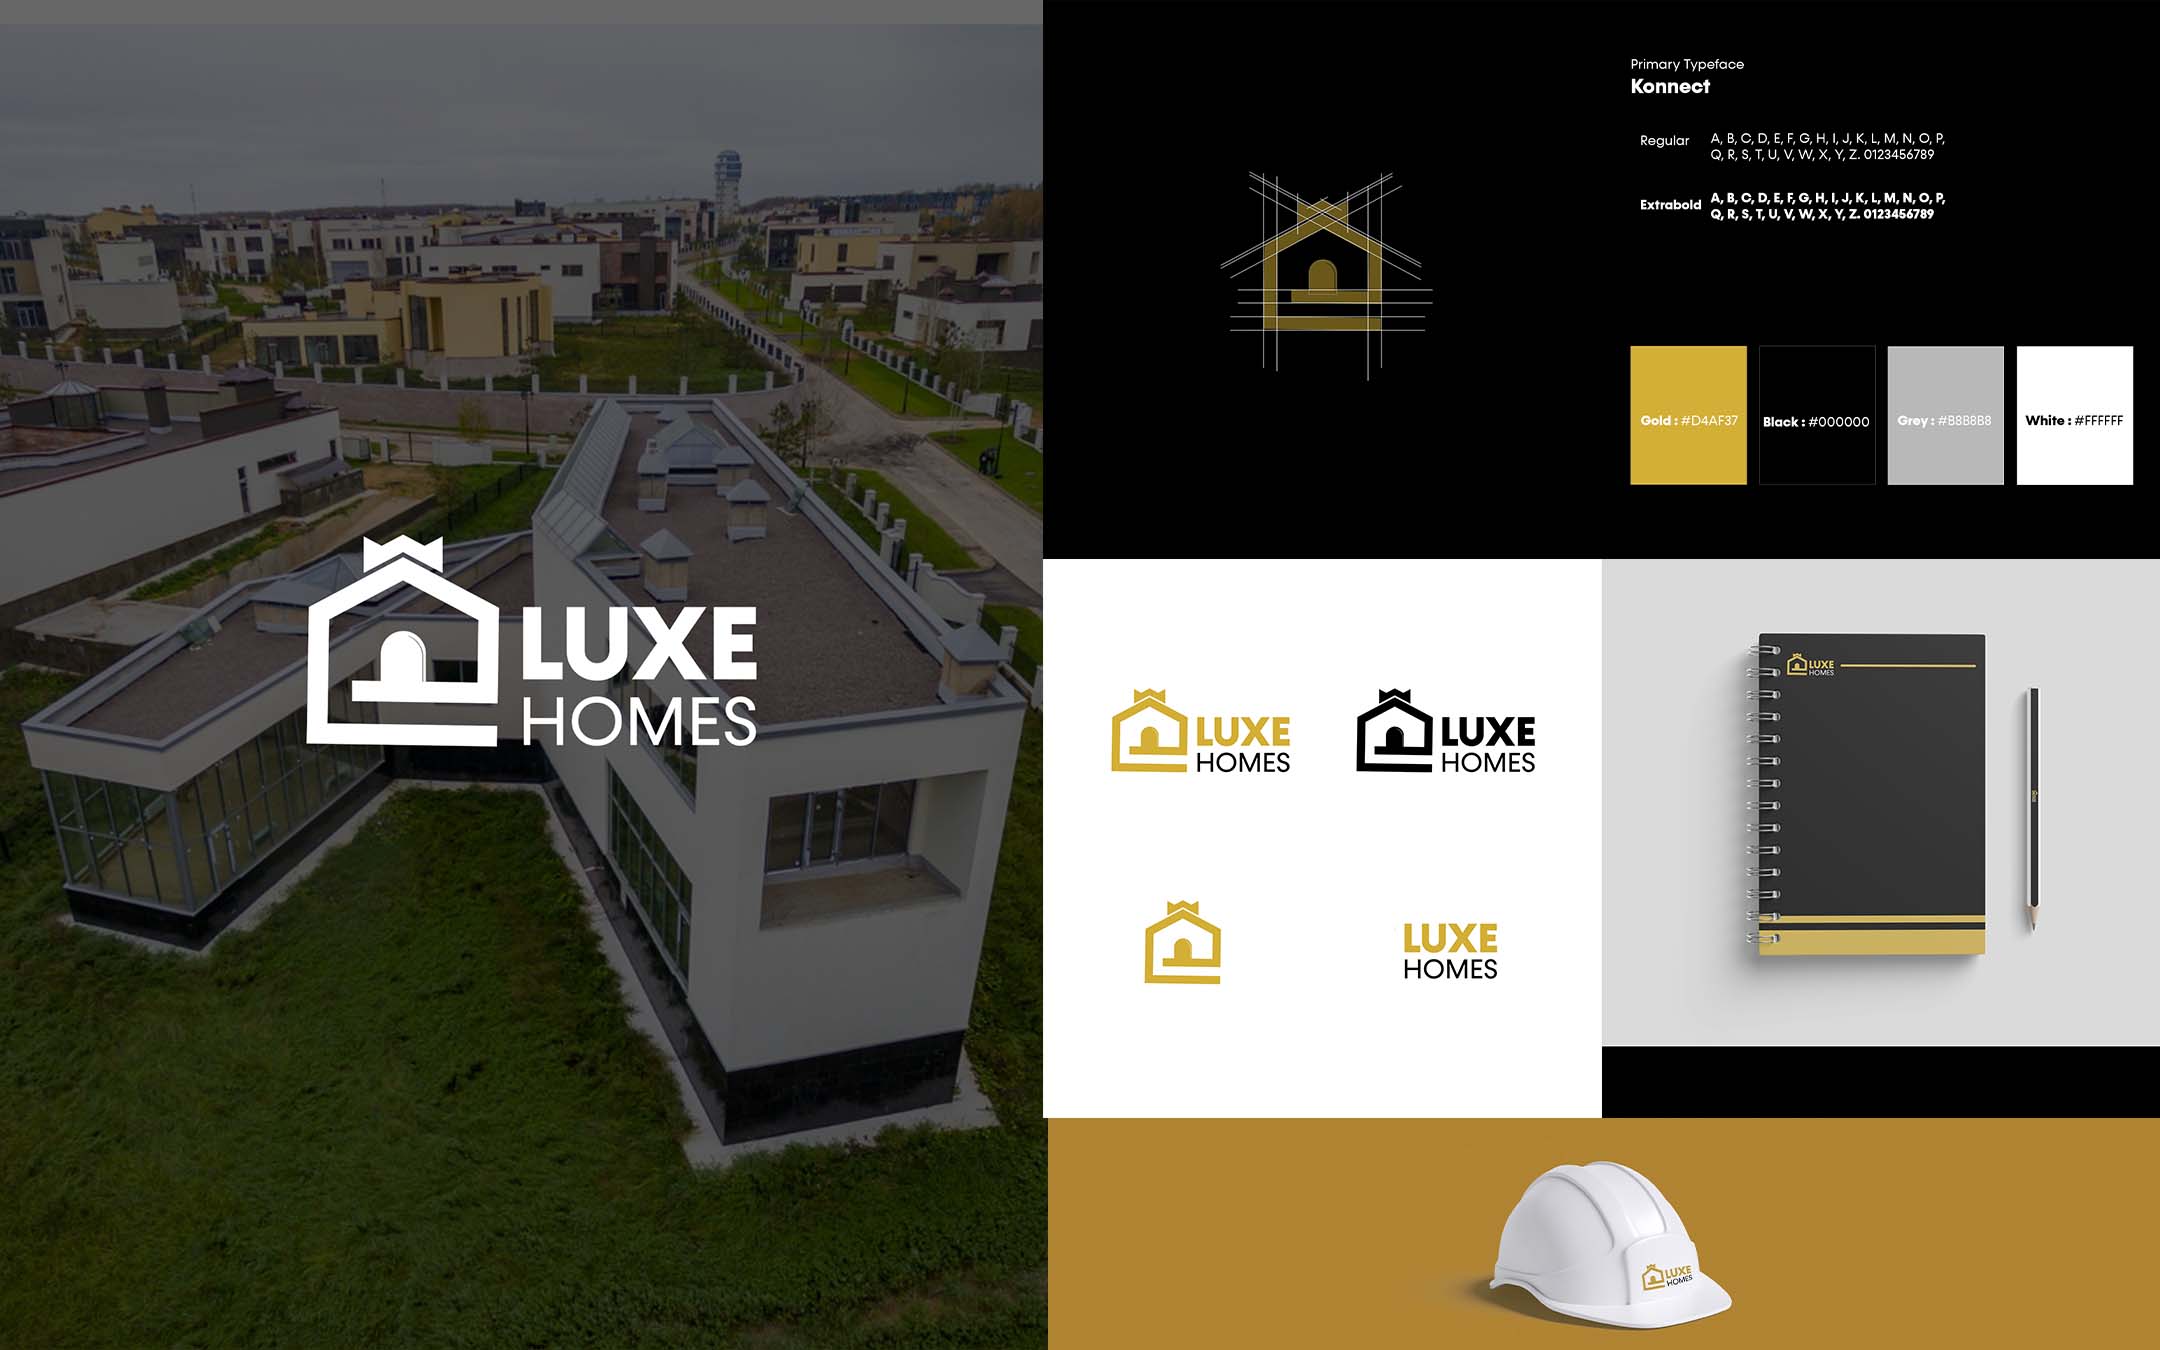 LUXE
HOMES
Primary Typeface
Konnect
Regular
A, B, C, D, E, F, G, H, I, J, K, L, M, N, O, P,
Q, R, S, T, U, V, W, X, Y, Z. 0123456789
Extrabold
A, B, C, D, E, F, G, H, I, J, K, L, M, N, O, P,
Q, R, S, T, U, V, W, X, Y, Z. 0123456789
Gold : #D4AF37
Black : #000000
Grey : #B8B8B8
White : #FFFFFF
LUXE
HOMES
LUXE
HOMES
LUXE
HOMES
LUXE
HOMES
LUXE
HOMES